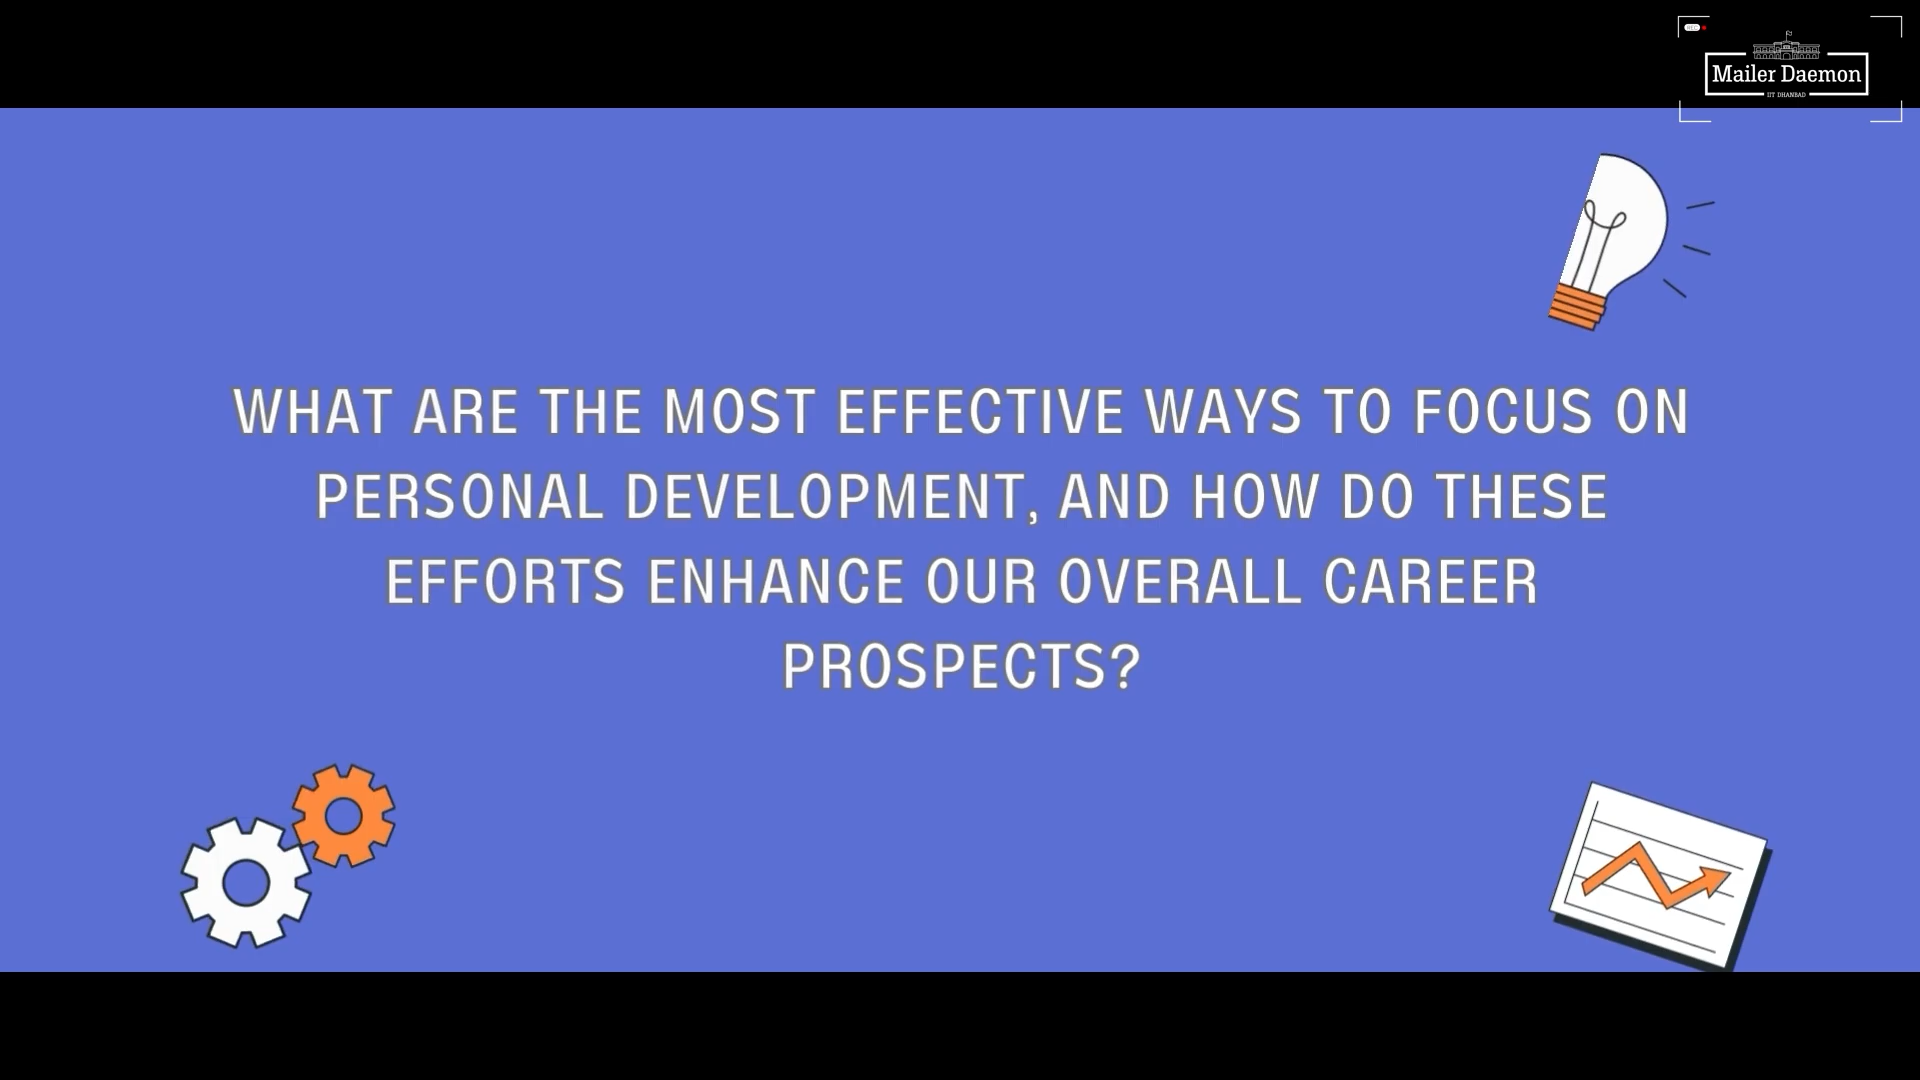 Mailer Daemon
IIT DHANBAD
WHAT ARE THE MOST EFFECTIVE WAYS TO FOCUS ON
PERSONAL DEVELOPMENT, AND HOW DO THESE
EFFORTS ENHANCE OUR OVERALL CAREER
PROSPECTS?